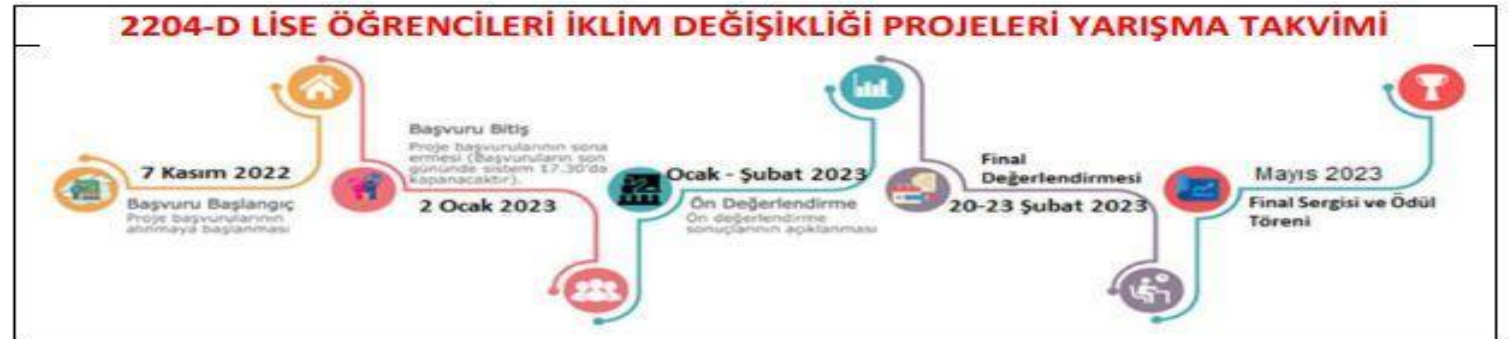 2204-D LİSE ÖĞRENCİLERİ İKLİM DEĞİŞİKLİĞİ PROJELERİ YARIŞMA TAKVİMİ
7 Kasım 2022
Başvuru Başlangıç
Proje başvurularının
alınmaya başlanması
Başvuru Bitiş
Proje başvurularının sona
ermesi (Başvuruların son
gününde sistem 17.30'da
kapanacaktır).
2 Ocak 2023
Ocak - Şubat 2023
Ön Değerlendirme
Ön değerlendirme
sonuçlarının açıklanması
Final
Değerlendirmesi
20-23 Şubat 2023
Mayıs 2023
Final Sergisi ve Ödül
Töreni